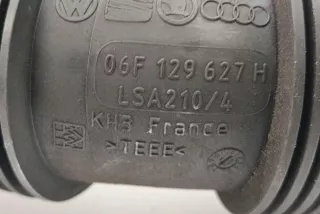 06F 129 627 H
LSA210/4
KHB France
>TEEE<